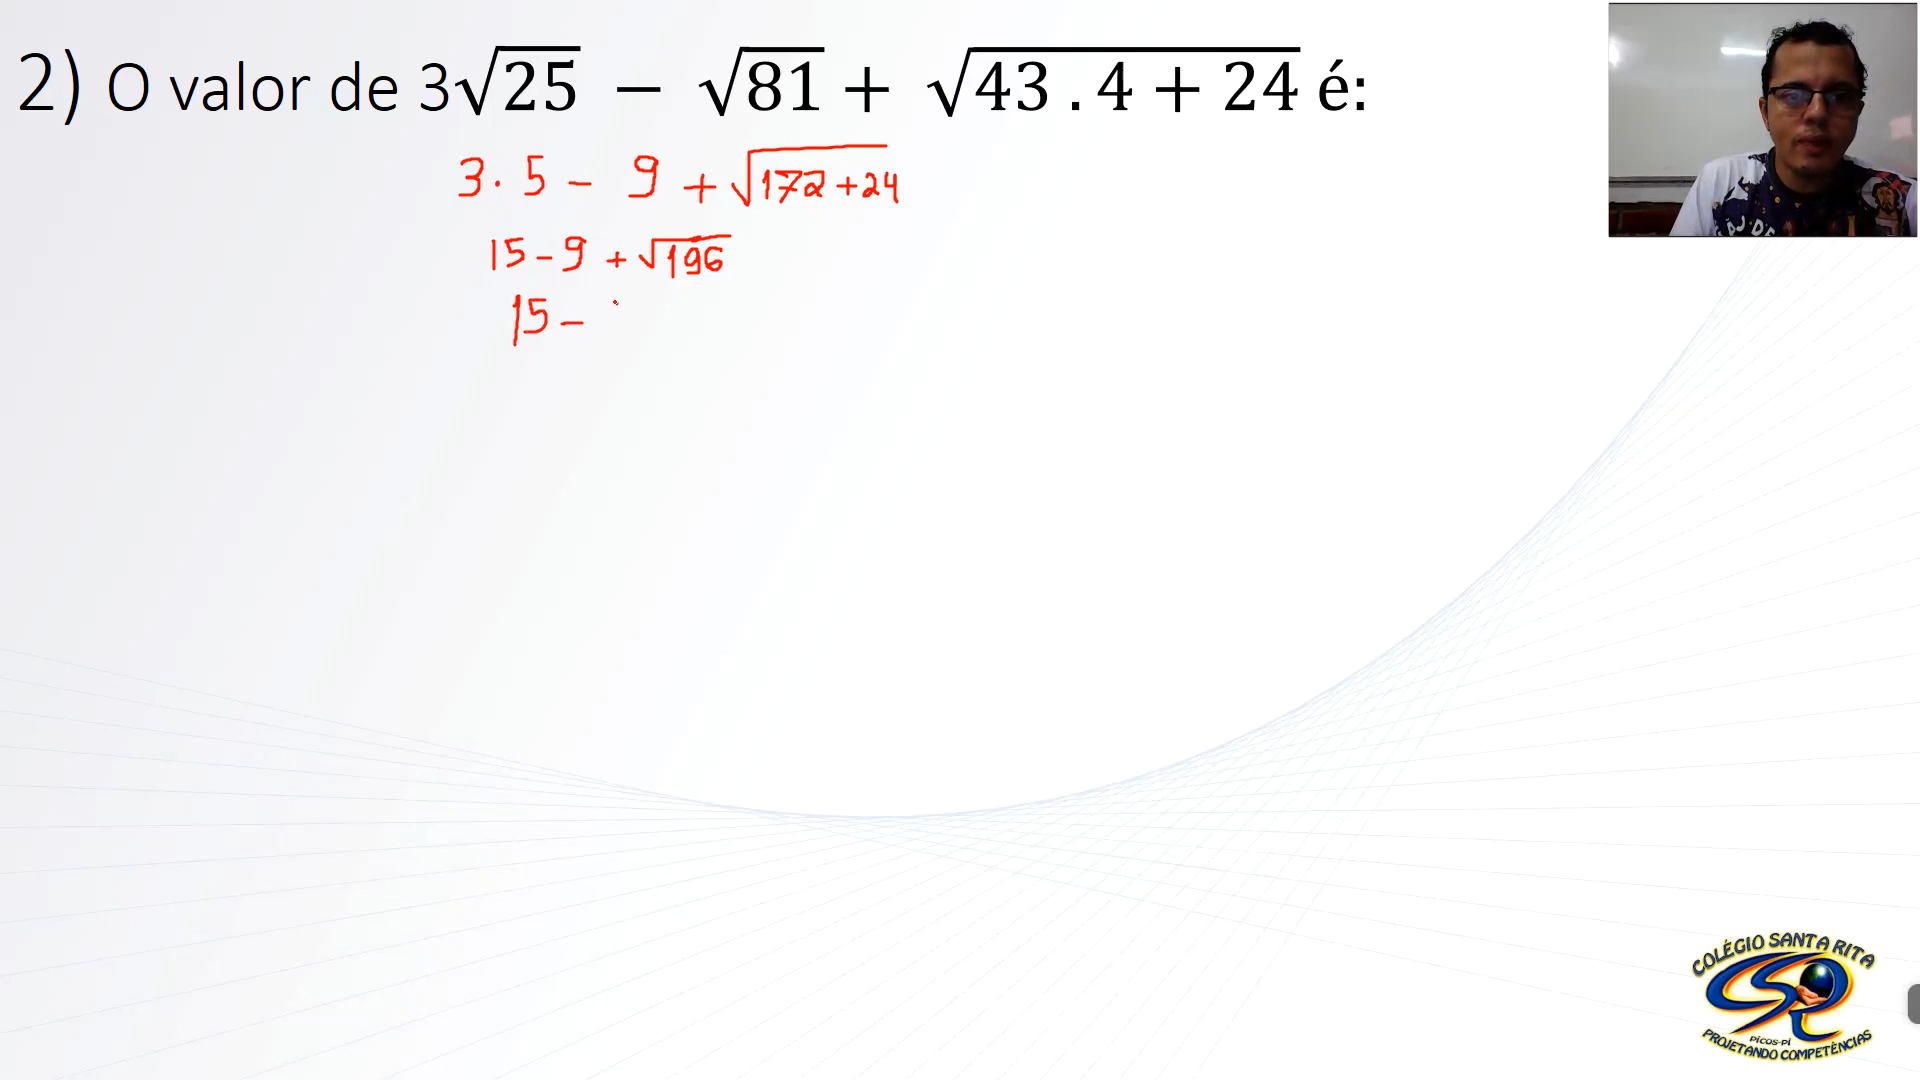 2) O valor de 3√25 − √81 + √43 . 4 + 24 é:
3 · 5 − 9 + √172 + 24
15 − 9 + √196
15 −
COLÉGIO SANTA RITA
PICOS-PI
PROJETANDO COMPETÊNCIAS